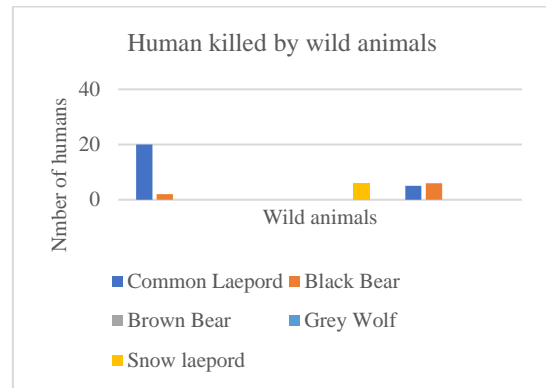 Human killed by wild animals
Nmber of humans
40
20
0
Wild animals
Common Laepord Black Bear
Brown Bear Grey Wolf
Snow laepord